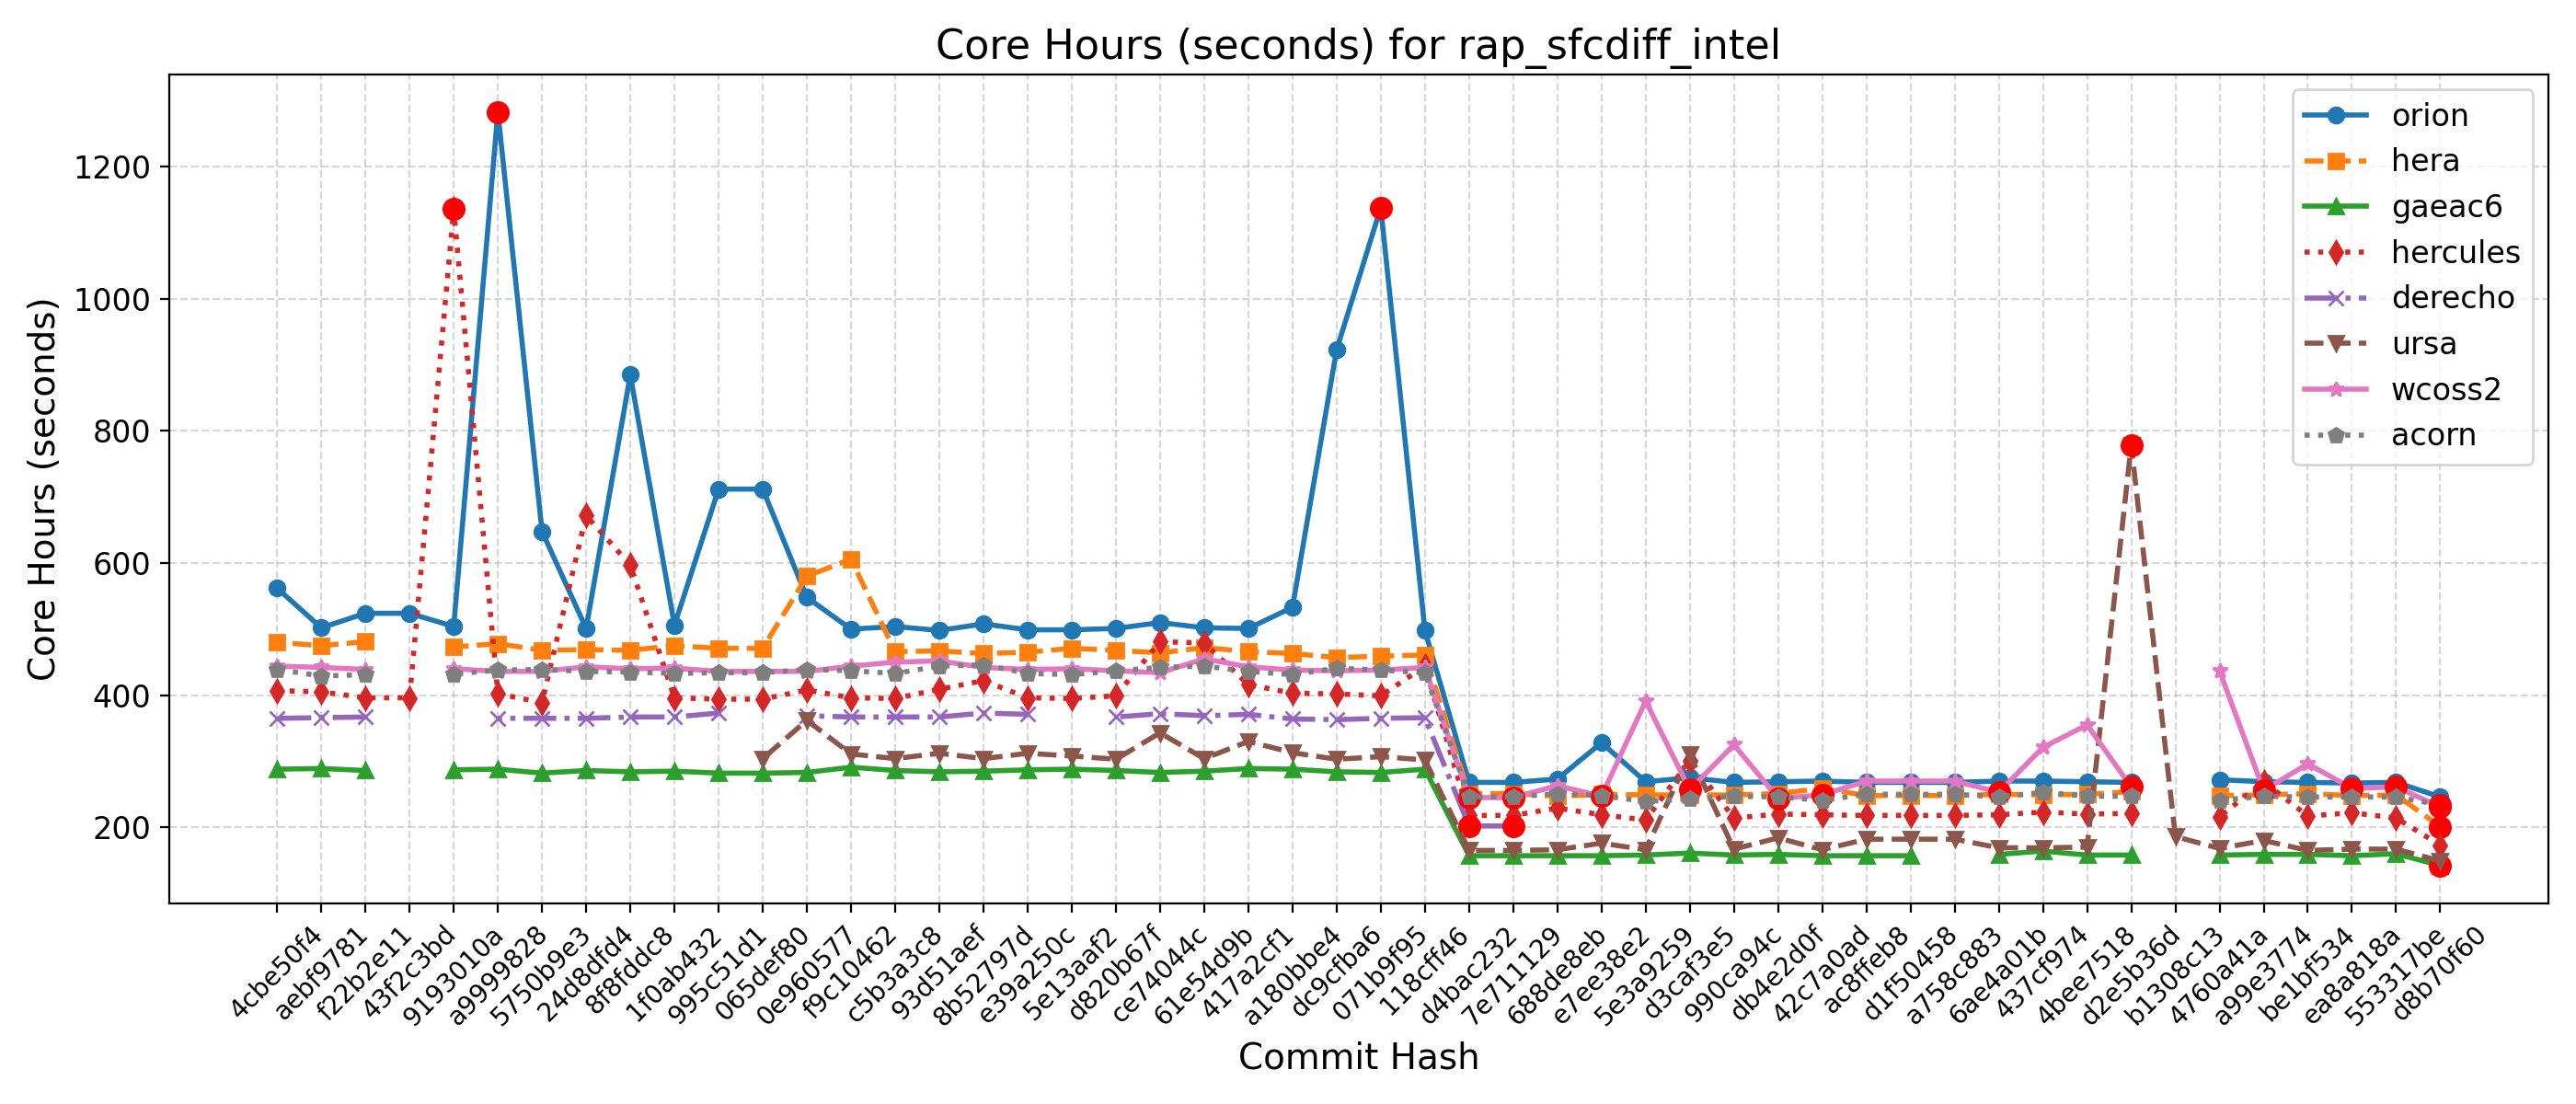 Core Hours (seconds) for rap_sfcdiff_intel
Core Hours (seconds)
1200
1000
800
600
400
200
orion
hera
gaeac6
hercules
derecho
ursa
wcoss2
acorn
4cbe50f4
aebf9781
f22b2e11
43f2c3bd
9193010a
a9999828
5750b9e3
24d8dfd4
8f8fddc8
1f0ab432
995c51d1
065def80
0e960577
f9c10462
c5b3a3c8
93d51aef
8b52797d
e39a250c
5e13aaf2
d820b67f
ce74044c
61e54d9b
417a2cf1
a180bbe4
dc9cfba6
071b9f95
118cff46
d4bac232
7e711129
688de8eb
e7ee38e2
5e3a9259
d3caf3e5
990ca94c
db4e2d0f
42c7a0ad
ac8ffeb8
d1f50458
a758c883
6ae4a01b
437cf974
4bee7518
d2e5b36d
b1308c13
4760a41a
a99e3774
be1bf534
ea8a818a
553317be
d8b70f60
Commit Hash